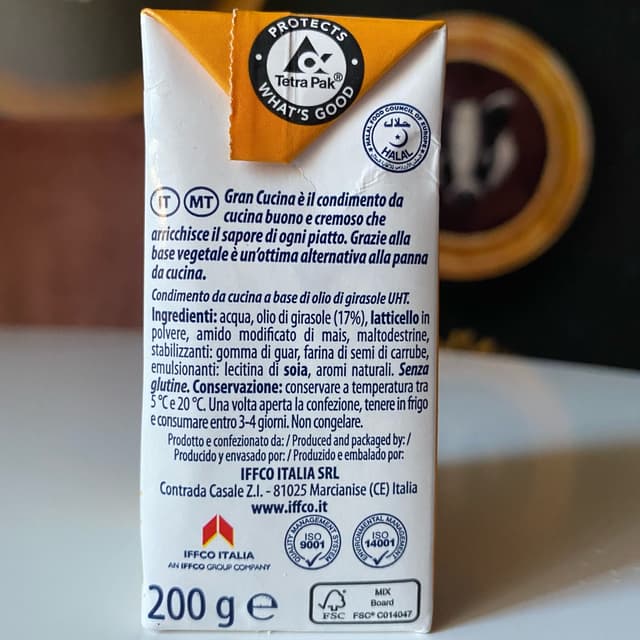 PROTECTS
Tetra Pak®
WHAT'S GOOD
HALAL FOOD COUNCIL OF EUROPE
حلال
HALAL
IT MT Gran Cucina è il condimento da
cucina buono e cremoso che
arricchisce il sapore di ogni piatto. Grazie alla
base vegetale è un'ottima alternativa alla panna
da cucina.
Condimento da cucina a base di olio di girasole UHT.
Ingredienti: acqua, olio di girasole (17%), latticello in
polvere, amido modificato di mais, maltodestrine,
stabilizzanti: gomma di guar, farina di semi di carrube,
emulsionanti: lecitina di soia, aromi naturali. Senza
glutine. Conservazione: conservare a temperatura tra
5 °C e 20 °C. Una volta aperta la confezione, tenere in frigo
e consumare entro 3-4 giorni. Non congelare.
Prodotto e confezionato da: / Produced and packaged by: /
Producido y envasado por: / Produzido e embalado por:
IFFCO ITALIA SRL
Contrada Casale Z.I. - 81025 Marcianise (CE) Italia
www.iffco.it
IFFCO ITALIA
AN IFFCO GROUP COMPANY
QUALITY MANAGEMENT SYSTEM
ISO
9001
ENVIRONMENTAL MANAGEMENT
ISO
14001
200 g e
FSC
MIX
Board
FSC® C014047